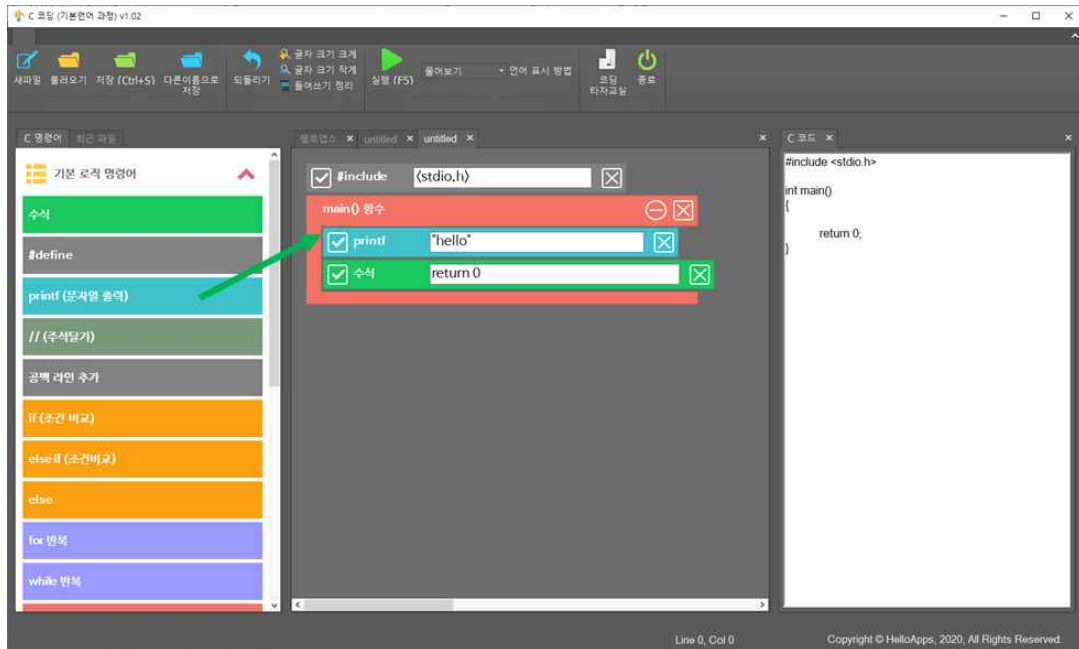 C 코딩 (기본언어 과정) v1.02
새파일 불러오기 저장 (Ctrl+S) 다른이름으로 저장 되돌리기
글자 크기 크게
글자 크기 작게
들여쓰기 정리
실행 (F5)
물어보기
언어 표시 방법
코딩 타자교실
종료
C 명령어 최근 파일
헬로앱스 untitled untitled
C 코드
기본 로직 명령어
수식
#define
printf (문자열 출력)
// (주석달기)
공백 라인 추가
if (조건 비교)
else if (조건비교)
else
for 반복
while 반복
#include 〈stdio.h〉
main() 함수
printf "hello"
수식 return 0
#include <stdio.h>
int main()
{
return 0;
}
Line 0, Col 0
Copyright © HelloApps, 2020, All Rights Reserved.